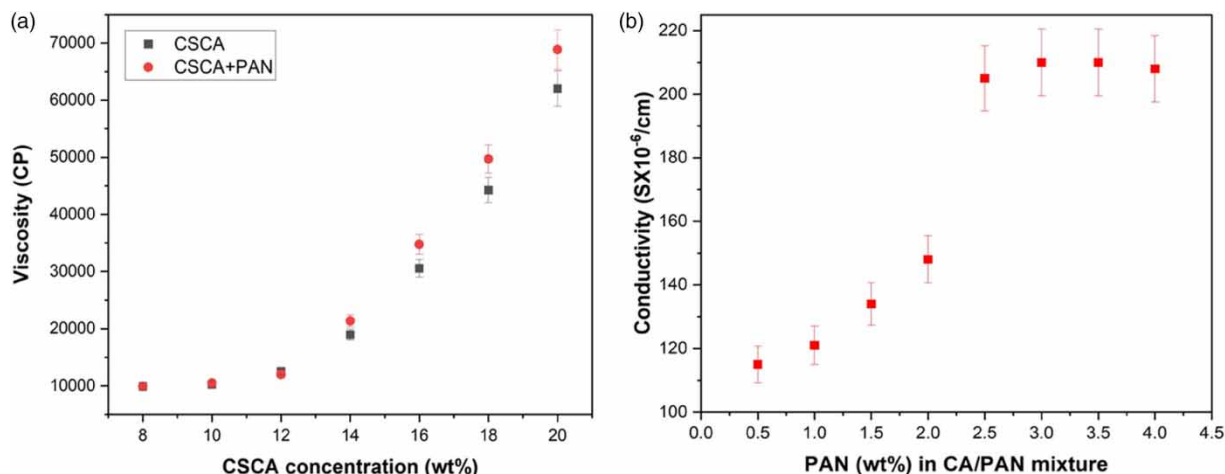 (a)
CSCA
CSCA+PAN
70000
60000
50000
40000
30000
20000
10000
Viscosity (CP)
8 10 12 14 16 18 20
CSCA concentration (wt%)
(b)
220
200
180
160
140
120
100
Conductivity (SX10⁻⁶/cm)
0.0 0.5 1.0 1.5 2.0 2.5 3.0 3.5 4.0 4.5
PAN (wt%) in CA/PAN mixture